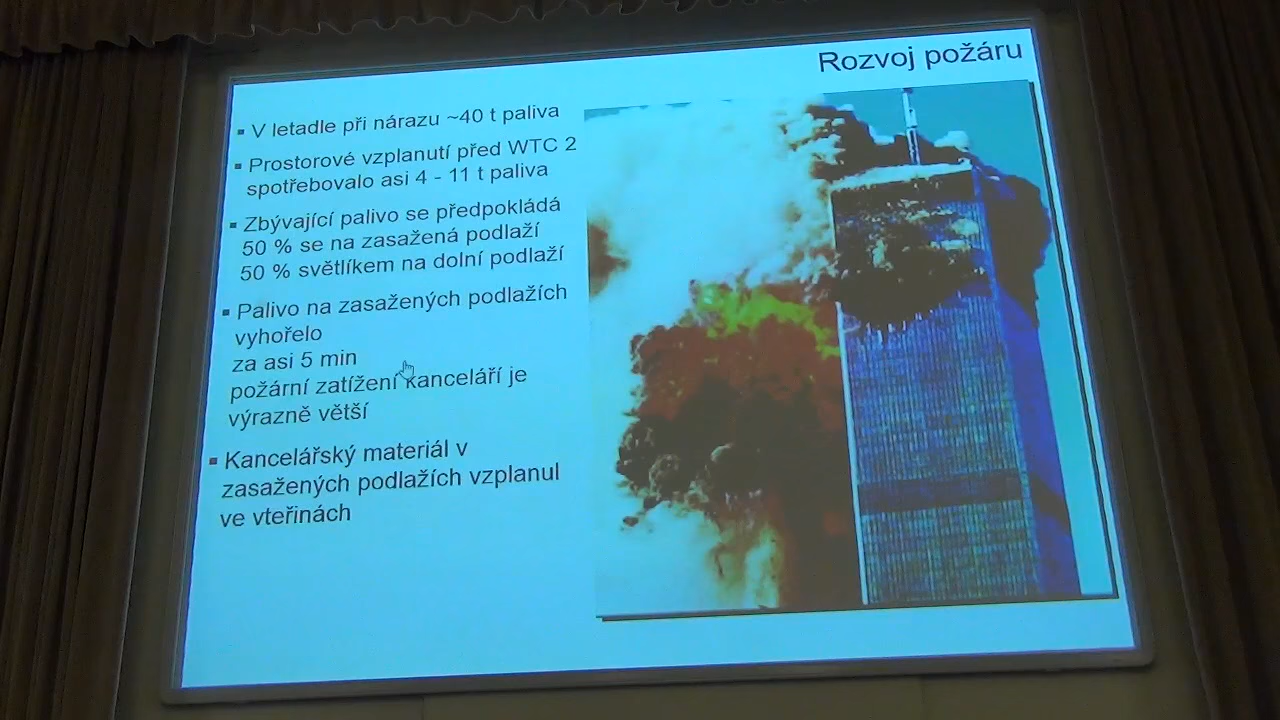 Rozvoj požáru
▪ V letadle při nárazu ~40 t paliva
▪ Prostorové vzplanutí před WTC 2
spotřebovalo asi 4 - 11 t paliva
▪ Zbývající palivo se předpokládá
50 % se na zasažená podlaží
50 % světlíkem na dolní podlaží
▪ Palivo na zasažených podlažích
vyhořelo
za asi 5 min
požární zatížení kanceláří je
výrazně větší
▪ Kancelářský materiál v
zasažených podlažích vzplanul
ve vteřinách